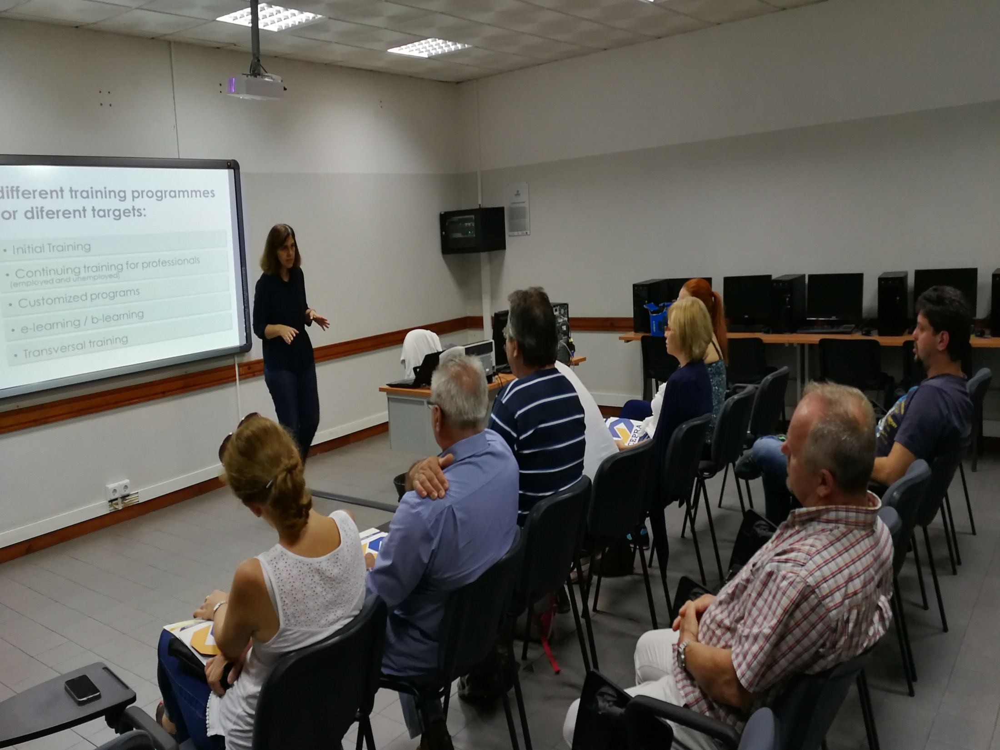 different training programmes
or diferent targets:
• Initial Training
• Continuing training for professionals
(employed and unemployed)
• Customized programs
• e-learning / b-learning
• Transversal training
CEPRA